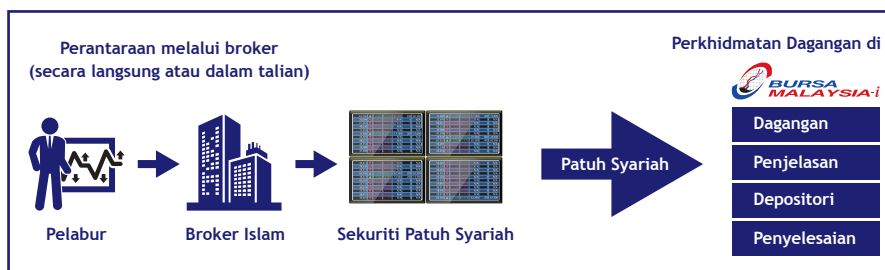 Perantaraan melalui broker
(secara langsung atau dalam talian)
Perkhidmatan Dagangan di
BURSA
MALAYSIA-i
Pelabur
Broker Islam
Sekuriti Patuh Syariah
Patuh Syariah
Dagangan
Penjelasan
Depositori
Penyelesaian